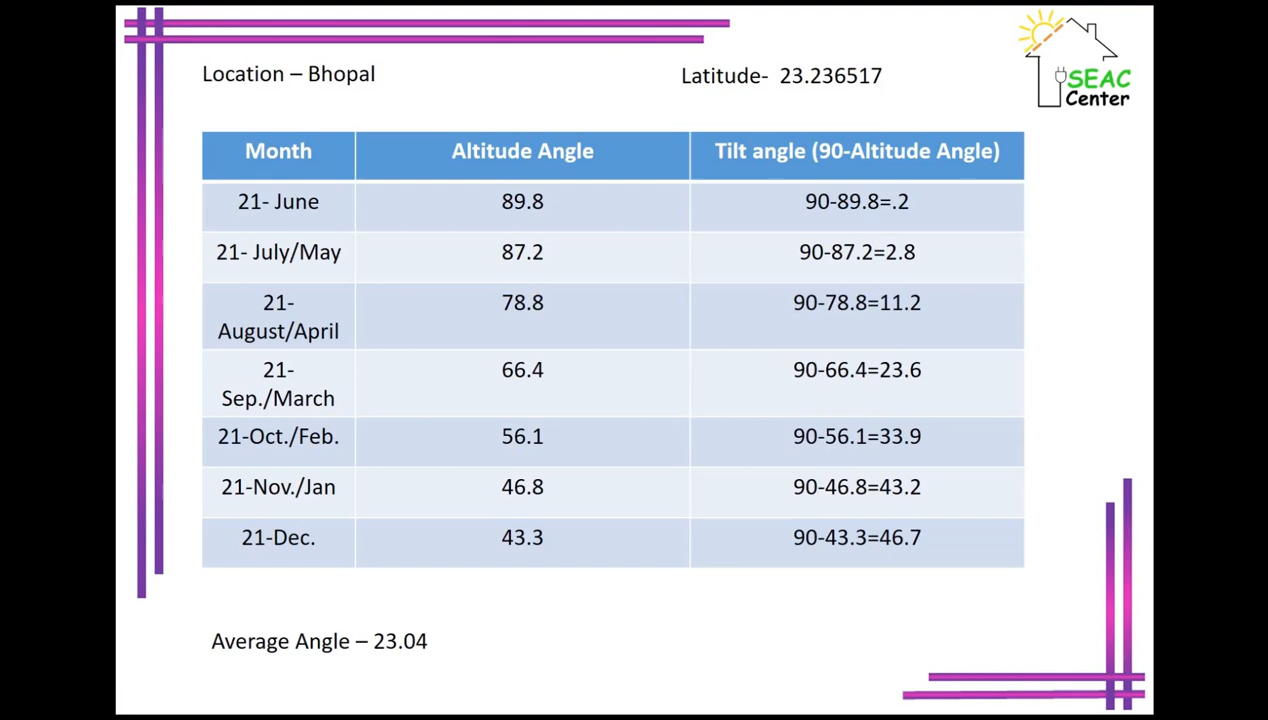 Location – Bhopal
Latitude- 23.236517
SEAC
Center
Month Altitude Angle Tilt angle (90-Altitude Angle)
21- June 89.8 90-89.8=.2
21- July/May 87.2 90-87.2=2.8
21- 78.8 90-78.8=11.2
August/April
21- 66.4 90-66.4=23.6
Sep./March
21-Oct./Feb. 56.1 90-56.1=33.9
21-Nov./Jan 46.8 90-46.8=43.2
21-Dec. 43.3 90-43.3=46.7
Average Angle – 23.04